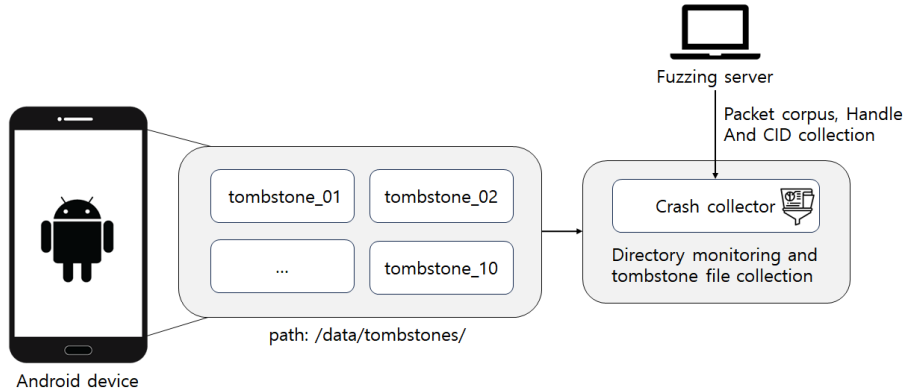 Fuzzing server
Packet corpus, Handle
And CID collection
tombstone_01
tombstone_02
...
tombstone_10
path: /data/tombstones/
Crash collector
Directory monitoring and
tombstone file collection
Android device